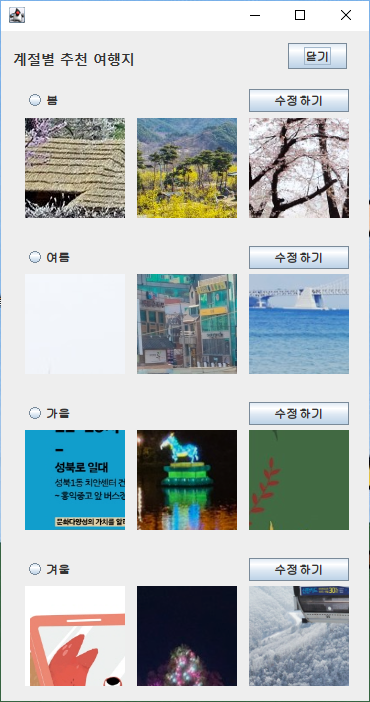 계절별 추천 여행지
닫기
봄
수정하기
여름
수정하기
가을
수정하기
성북로 일대
성북1동 치안센터 건
~홍익중고 앞 버스정
문화다양성의 가치를 알리
겨울
수정하기